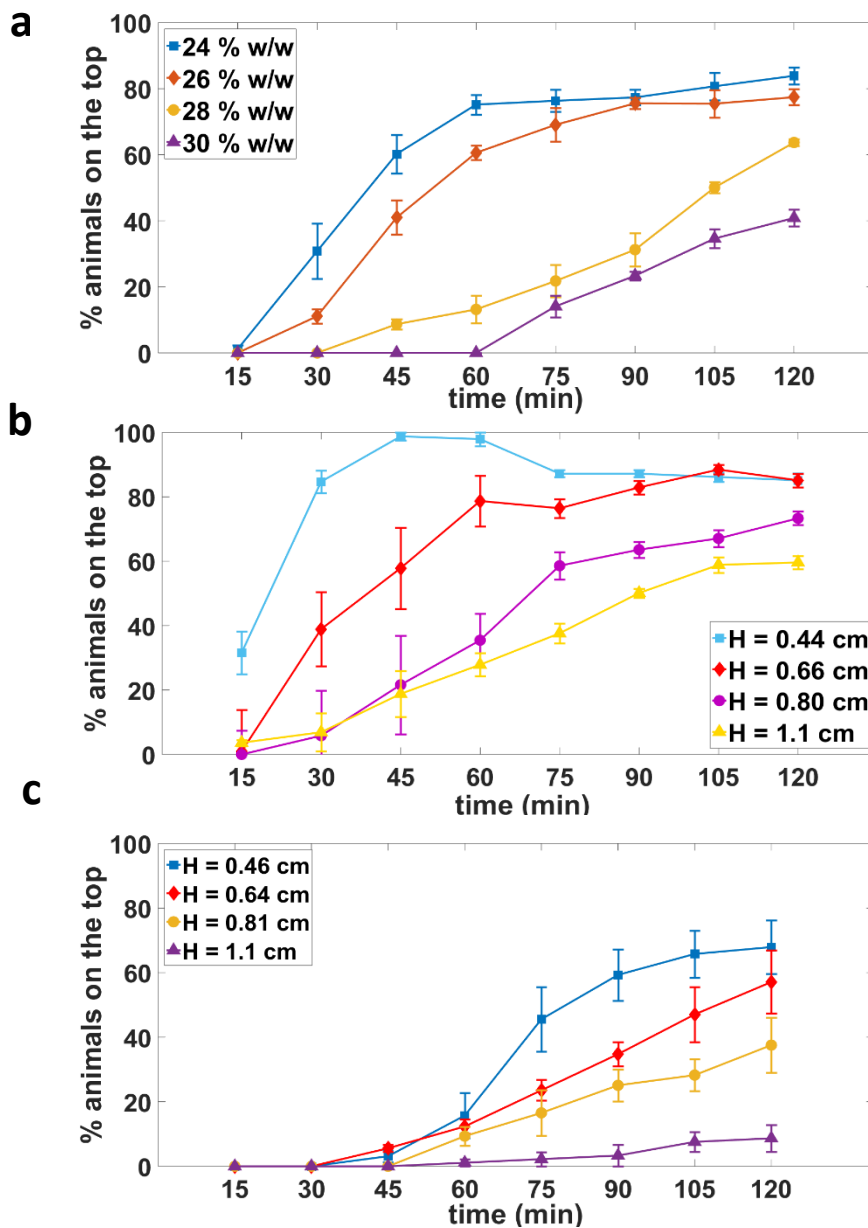 a
100
80
60
40
20
0
24 % w/w
26 % w/w
28 % w/w
30 % w/w
% animals on the top
15 30 45 60 75 90 105 120
time (min)
b
100
80
60
40
20
0
% animals on the top
H = 0.44 cm
H = 0.66 cm
H = 0.80 cm
H = 1.1 cm
15 30 45 60 75 90 105 120
time (min)
c
100
80
60
40
20
0
H = 0.46 cm
H = 0.64 cm
H = 0.81 cm
H = 1.1 cm
% animals on the top
15 30 45 60 75 90 105 120
time (min)